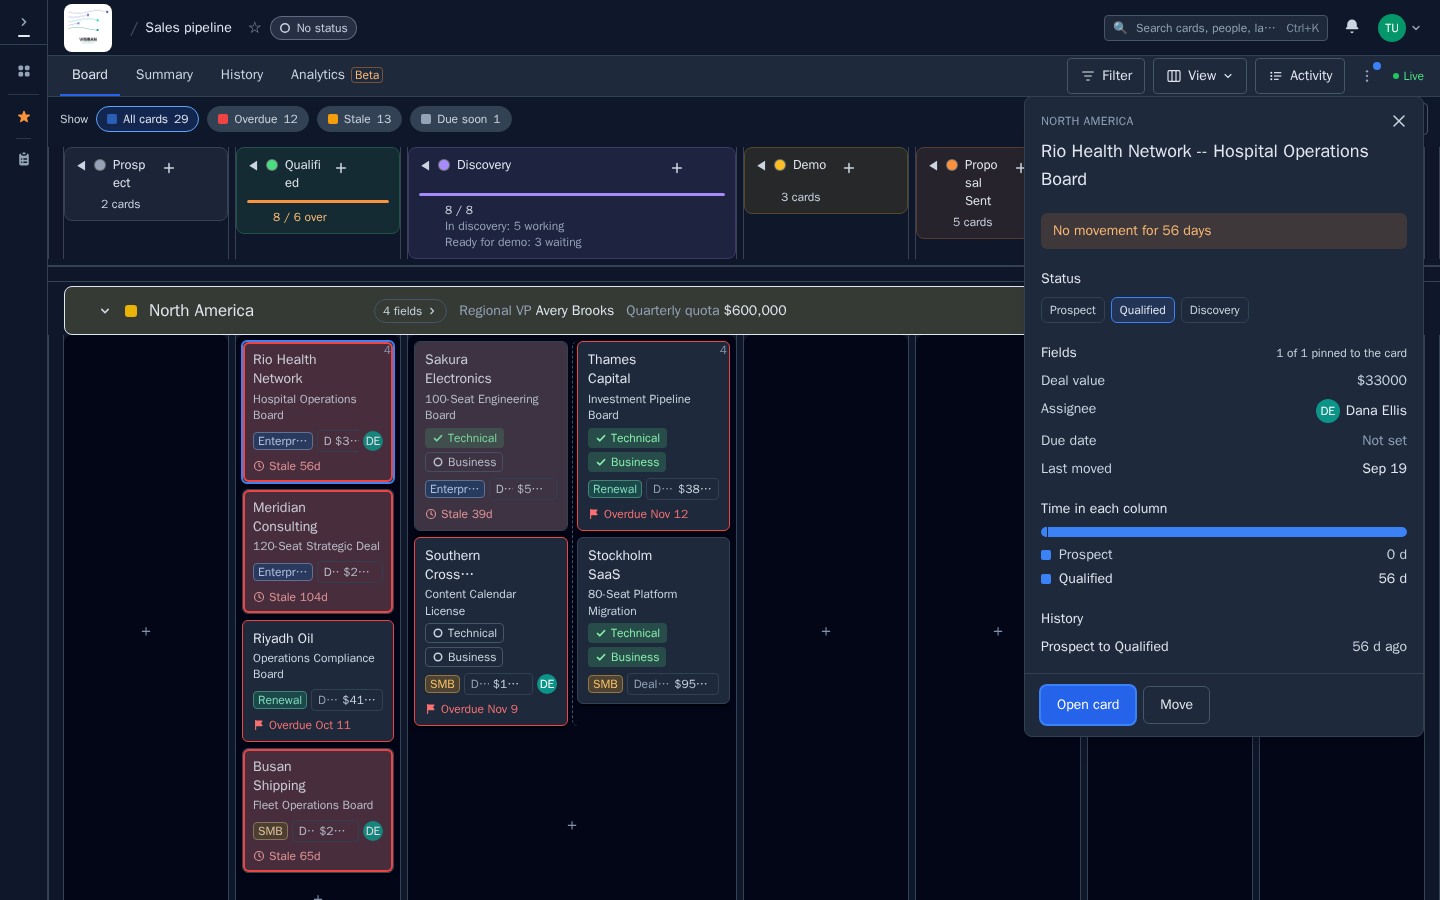 VISBAN
/ Sales pipeline ☆ No status
Search cards, people, la··· Ctrl+K
TU
Board Summary History Analytics Beta
Filter View Activity Live
Show All cards 29 Overdue 12 Stale 13 Due soon 1
Prosp
ect
2 cards
Qualifi
ed
8 / 6 over
Discovery
8 / 8
In discovery: 5 working
Ready for demo: 3 waiting
Demo
3 cards
Propo
sal
Sent
5 cards
North America 4 fields Regional VP Avery Brooks Quarterly quota $600,000
4
Rio Health
Network
Hospital Operations
Board
Enterpr··· D $3··· DE
Stale 56d
Meridian
Consulting
120-Seat Strategic Deal
Enterpr··· D·· $2···
Stale 104d
Riyadh Oil
Operations Compliance
Board
Renewal D··· $41···
Overdue Oct 11
Busan
Shipping
Fleet Operations Board
SMB D·· $2··· DE
Stale 65d
Sakura
Electronics
100-Seat Engineering
Board
Technical
Business
Enterpr··· D·· $5···
Stale 39d
Southern
Cross···
Content Calendar
License
Technical
Business
SMB D··· $1··· DE
Overdue Nov 9
4
Thames
Capital
Investment Pipeline
Board
Technical
Business
Renewal D··· $38···
Overdue Nov 12
Stockholm
SaaS
80-Seat Platform
Migration
Technical
Business
SMB Deal··· $95···
NORTH AMERICA
Rio Health Network -- Hospital Operations
Board
No movement for 56 days
Status
Prospect Qualified Discovery
Fields 1 of 1 pinned to the card
Deal value $33000
Assignee DE Dana Ellis
Due date Not set
Last moved Sep 19
Time in each column
Prospect 0 d
Qualified 56 d
History
Prospect to Qualified 56 d ago
Open card Move